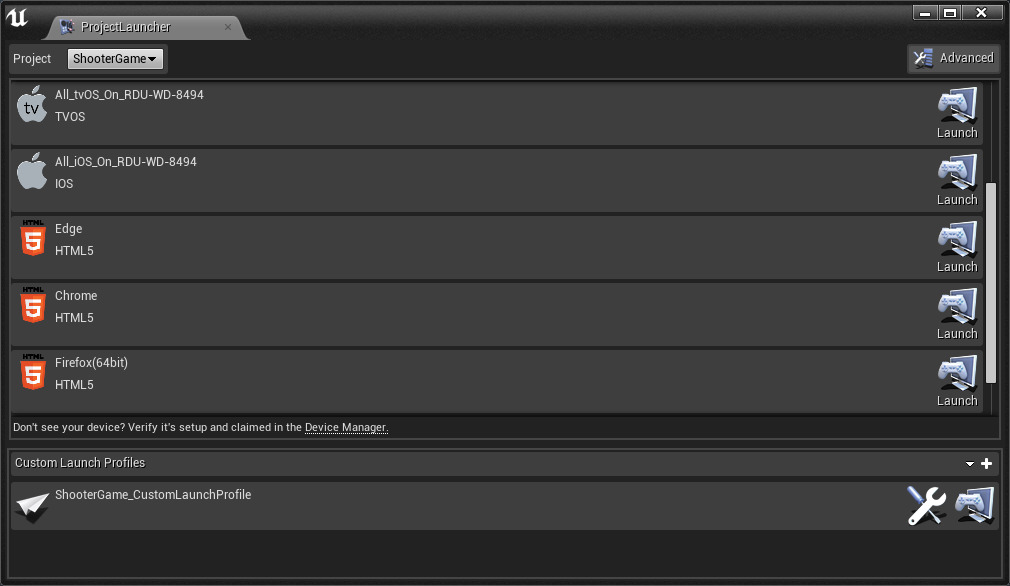 ProjectLauncher
Project
ShooterGame
Advanced
tv
All_tvOS_On_RDU-WD-8494
TVOS
Launch
All_iOS_On_RDU-WD-8494
IOS
Launch
HTML
5
Edge
HTML5
Launch
HTML
5
Chrome
HTML5
Launch
HTML
5
Firefox(64bit)
HTML5
Launch
Don't see your device? Verify it's setup and claimed in the Device Manager.
Custom Launch Profiles
ShooterGame_CustomLaunchProfile